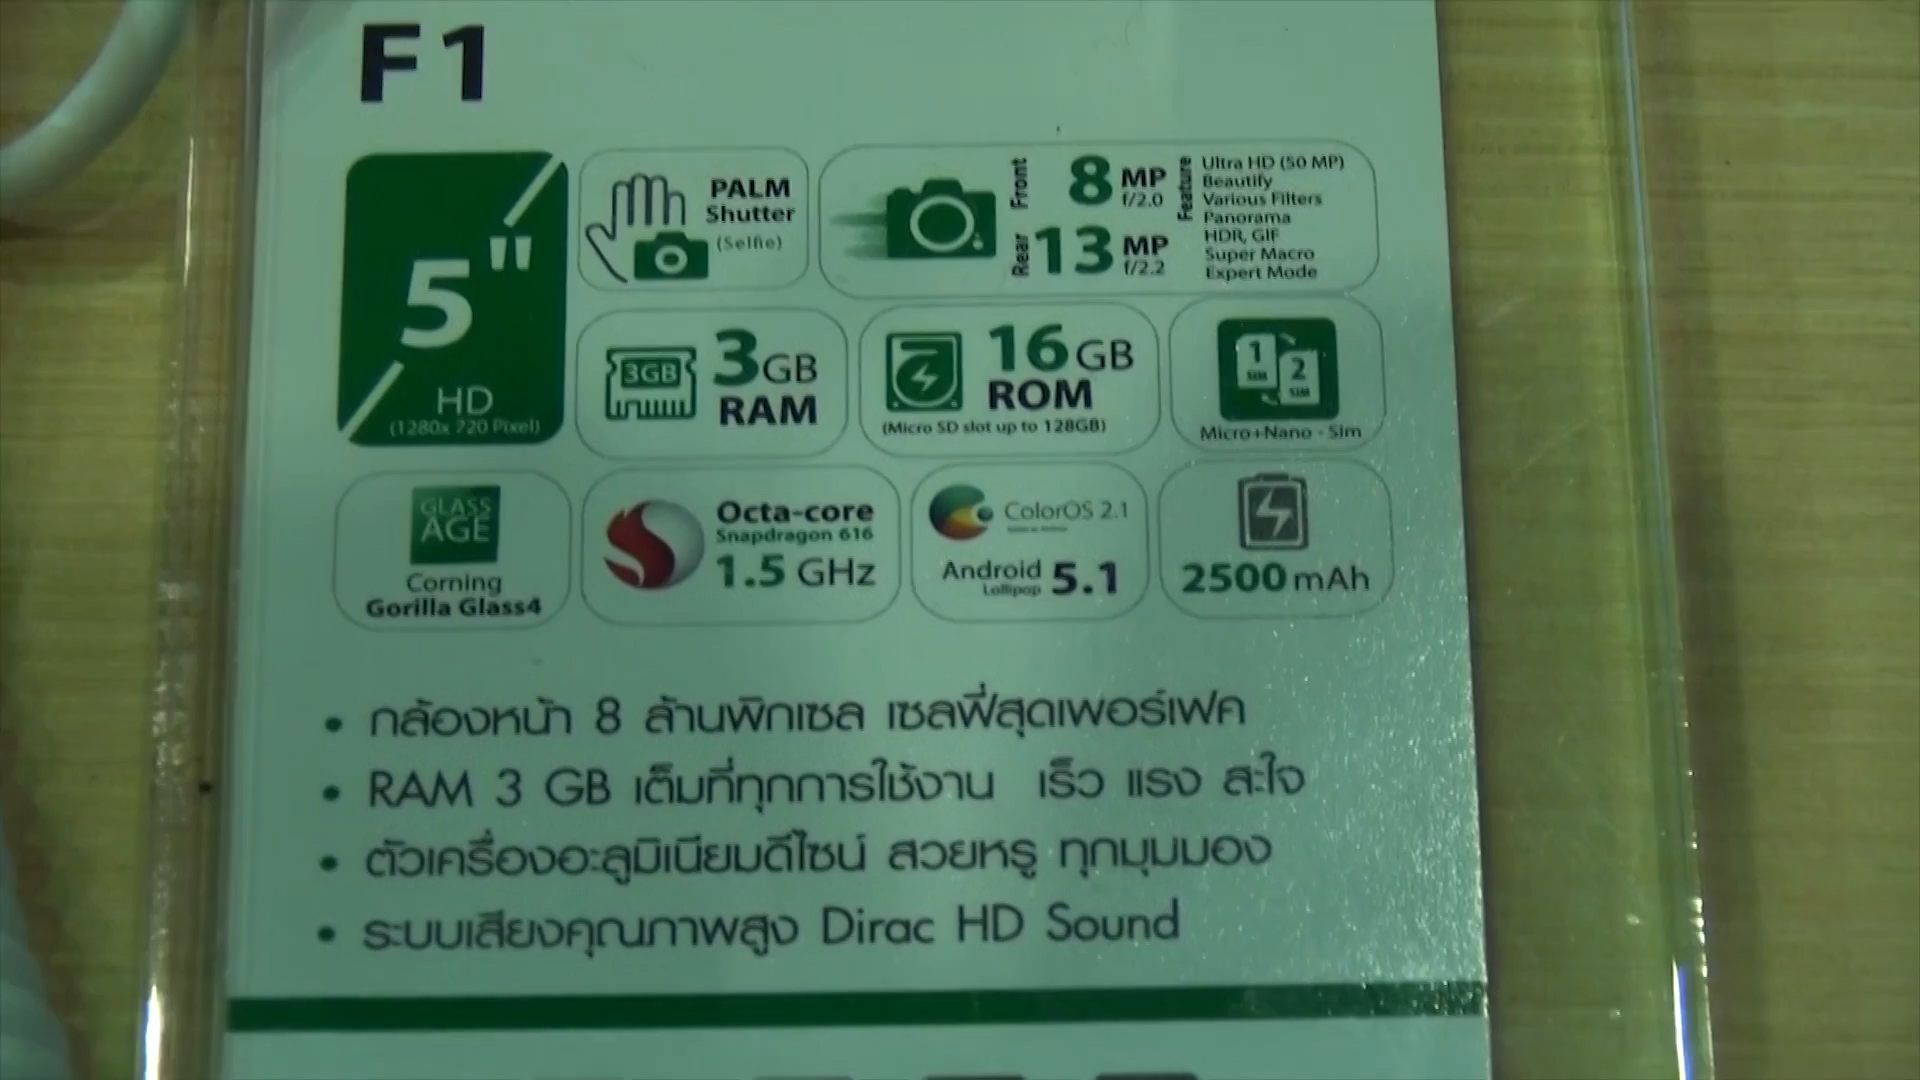 F1
5"
HD
(1280x 720 Pixel)
PALM
Shutter
(Selfie)
Front 8 MP
f/2.0
Rear 13 MP
f/2.2
Feature
Ultra HD (50 MP)
Beautify
Various Filters
Panorama
HDR, GIF
Super Macro
Expert Mode
3GB
3GB
RAM
16GB
ROM
(Micro SD slot up to 128GB)
1
SIM
2
SIM
Micro+Nano - Sim
GLASS
AGE
Corning
Gorilla Glass4
Octa-core
Snapdragon 616
1.5 GHz
ColorOS 2.1
Android 5.1
Lollipop
2500 mAh
• กล้องหน้า 8 ล้านพิกเซล เซลฟี่สุดเพอร์เฟค
• RAM 3 GB เต็มที่ทุกการใช้งาน เร็ว แรง สะใจ
• ตัวเครื่องอะลูมิเนียมดีไซน์ สวยหรู ทุกมุมมอง
• ระบบเสียงคุณภาพสูง Dirac HD Sound